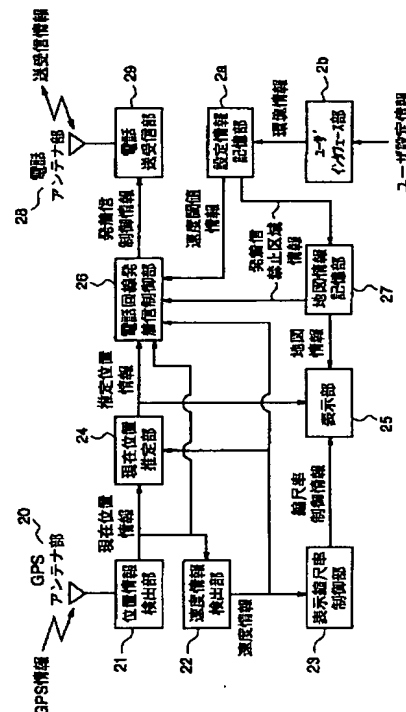 GPS情報
20
GPS
アンテナ部
位置情報
検出部
21
現在位置
情報
24
現在位置
推定部
推定位置
情報
26
電話回線発
着信制御部
発着信
制御情報
28
電話
アンテナ部
送受信情報
29
電話
送受信部
速度情報
検出部
22
速度情報
速度閾値
情報
2a
設定情報
記憶部
環境情報
2b
ユーザ
インタフェース部
ユーザ設定情報
発着信
禁止区域
情報
地図情報
記憶部
27
地図
情報
表示部
25
縮尺率
制御情報
表示縮尺率
制御部
23